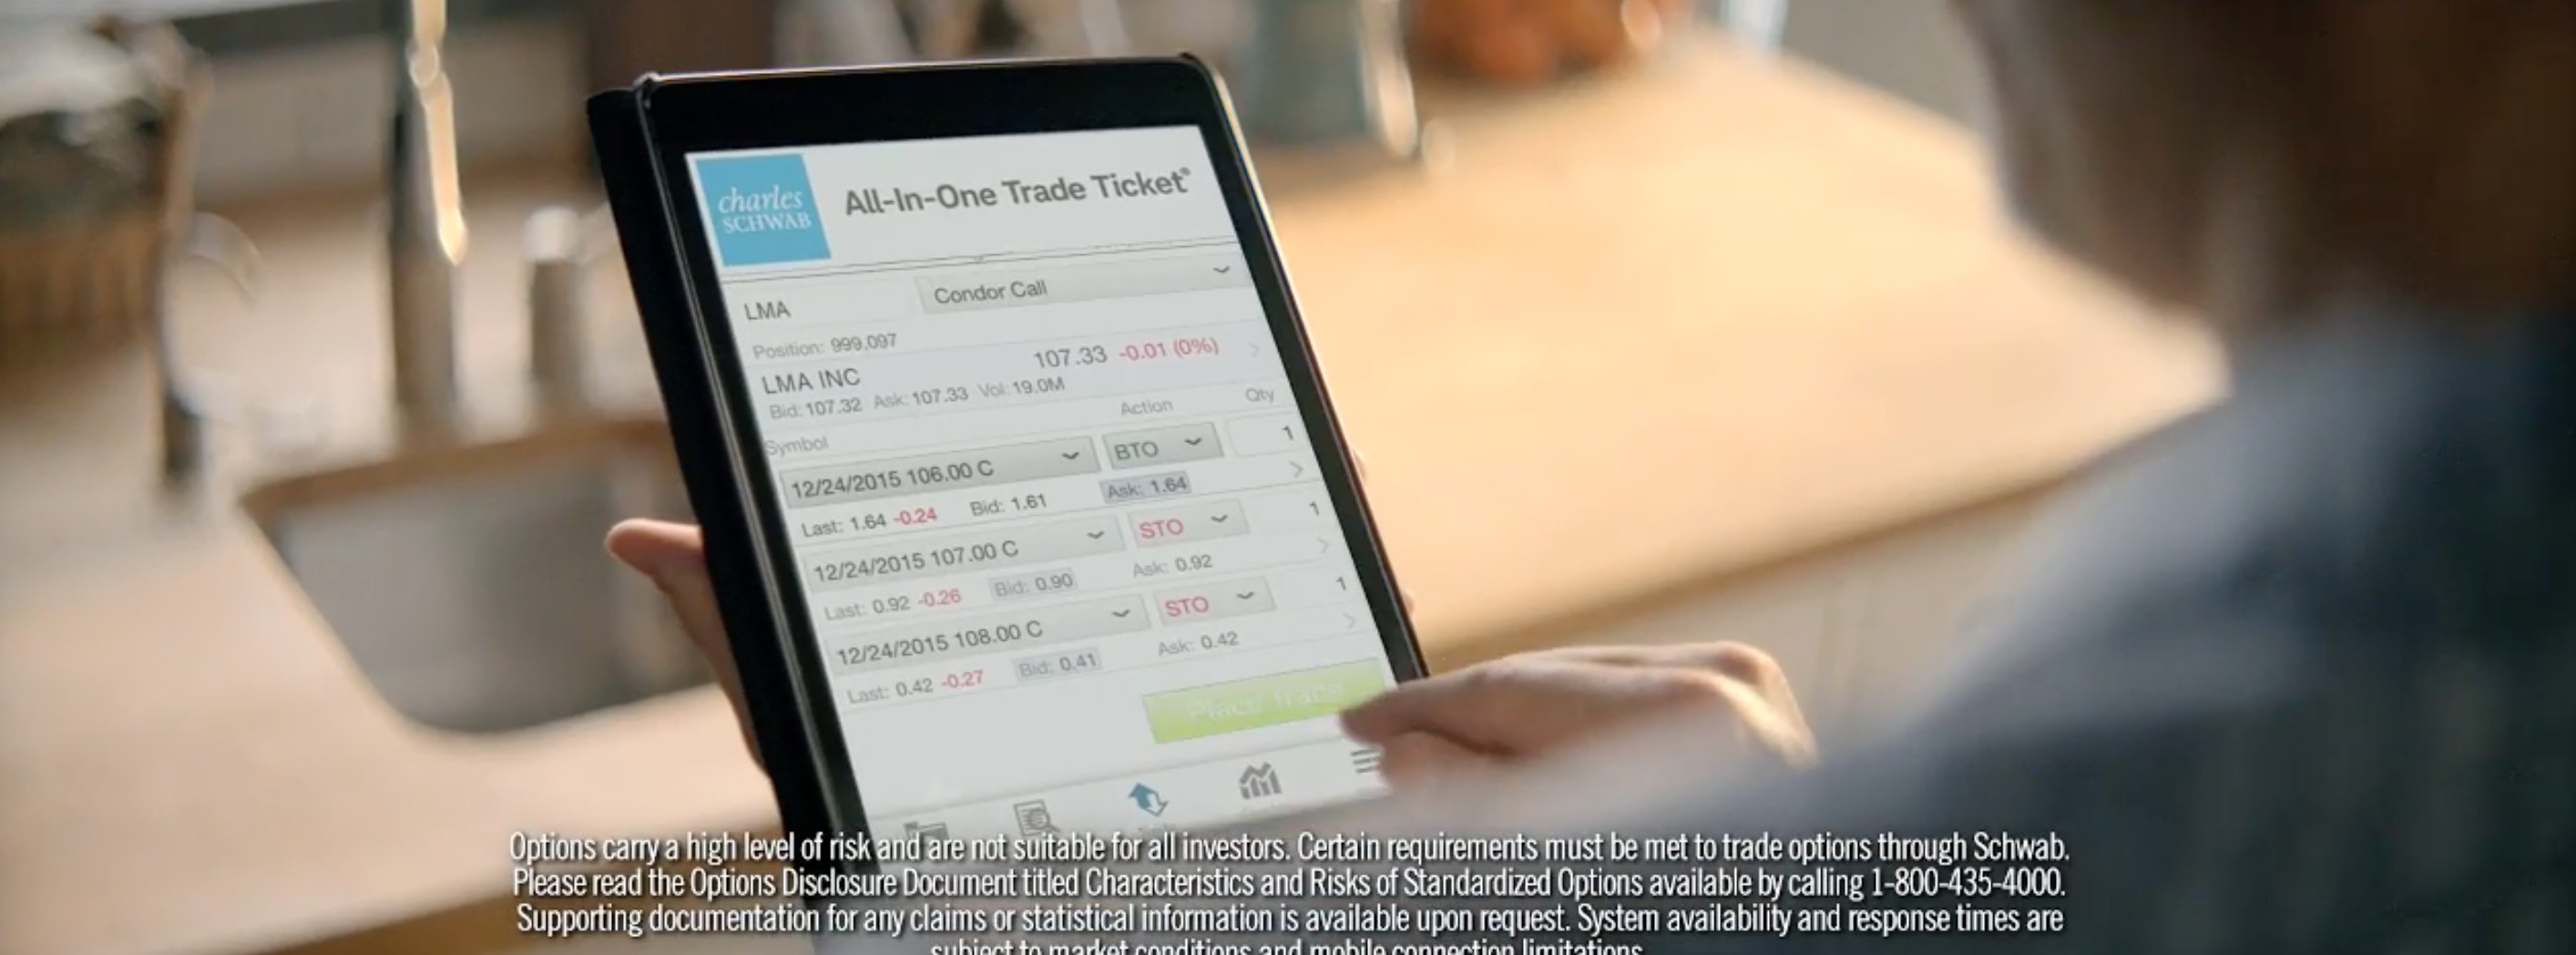 charles
SCHWAB
All-In-One Trade Ticket®
LMA
Condor Call
Position: 999,097
LMA INC
107.33 -0.01 (0%)
Bid: 107.32 Ask: 107.33 Vol: 19.0M
Symbol
Action
Qty
12/24/2015 106.00 C
BTO
1
Last: 1.64 -0.24 Bid: 1.61 Ask: 1.64
12/24/2015 107.00 C
STO
1
Last: 0.92 -0.26 Bid: 0.90 Ask: 0.92
12/24/2015 108.00 C
STO
1
Last: 0.42 -0.27 Bid: 0.41 Ask: 0.42
Place Trade
Options carry a high level of risk and are not suitable for all investors. Certain requirements must be met to trade options through Schwab.
Please read the Options Disclosure Document titled Characteristics and Risks of Standardized Options available by calling 1-800-435-4000.
Supporting documentation for any claims or statistical information is available upon request. System availability and response times are
subject to market conditions and mobile connection limitations.